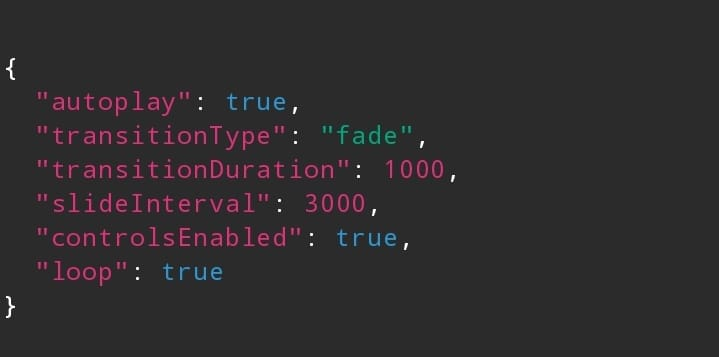 {
  "autoplay": true,
  "transitionType": "fade",
  "transitionDuration": 1000,
  "slideInterval": 3000,
  "controlsEnabled": true,
  "loop": true
}